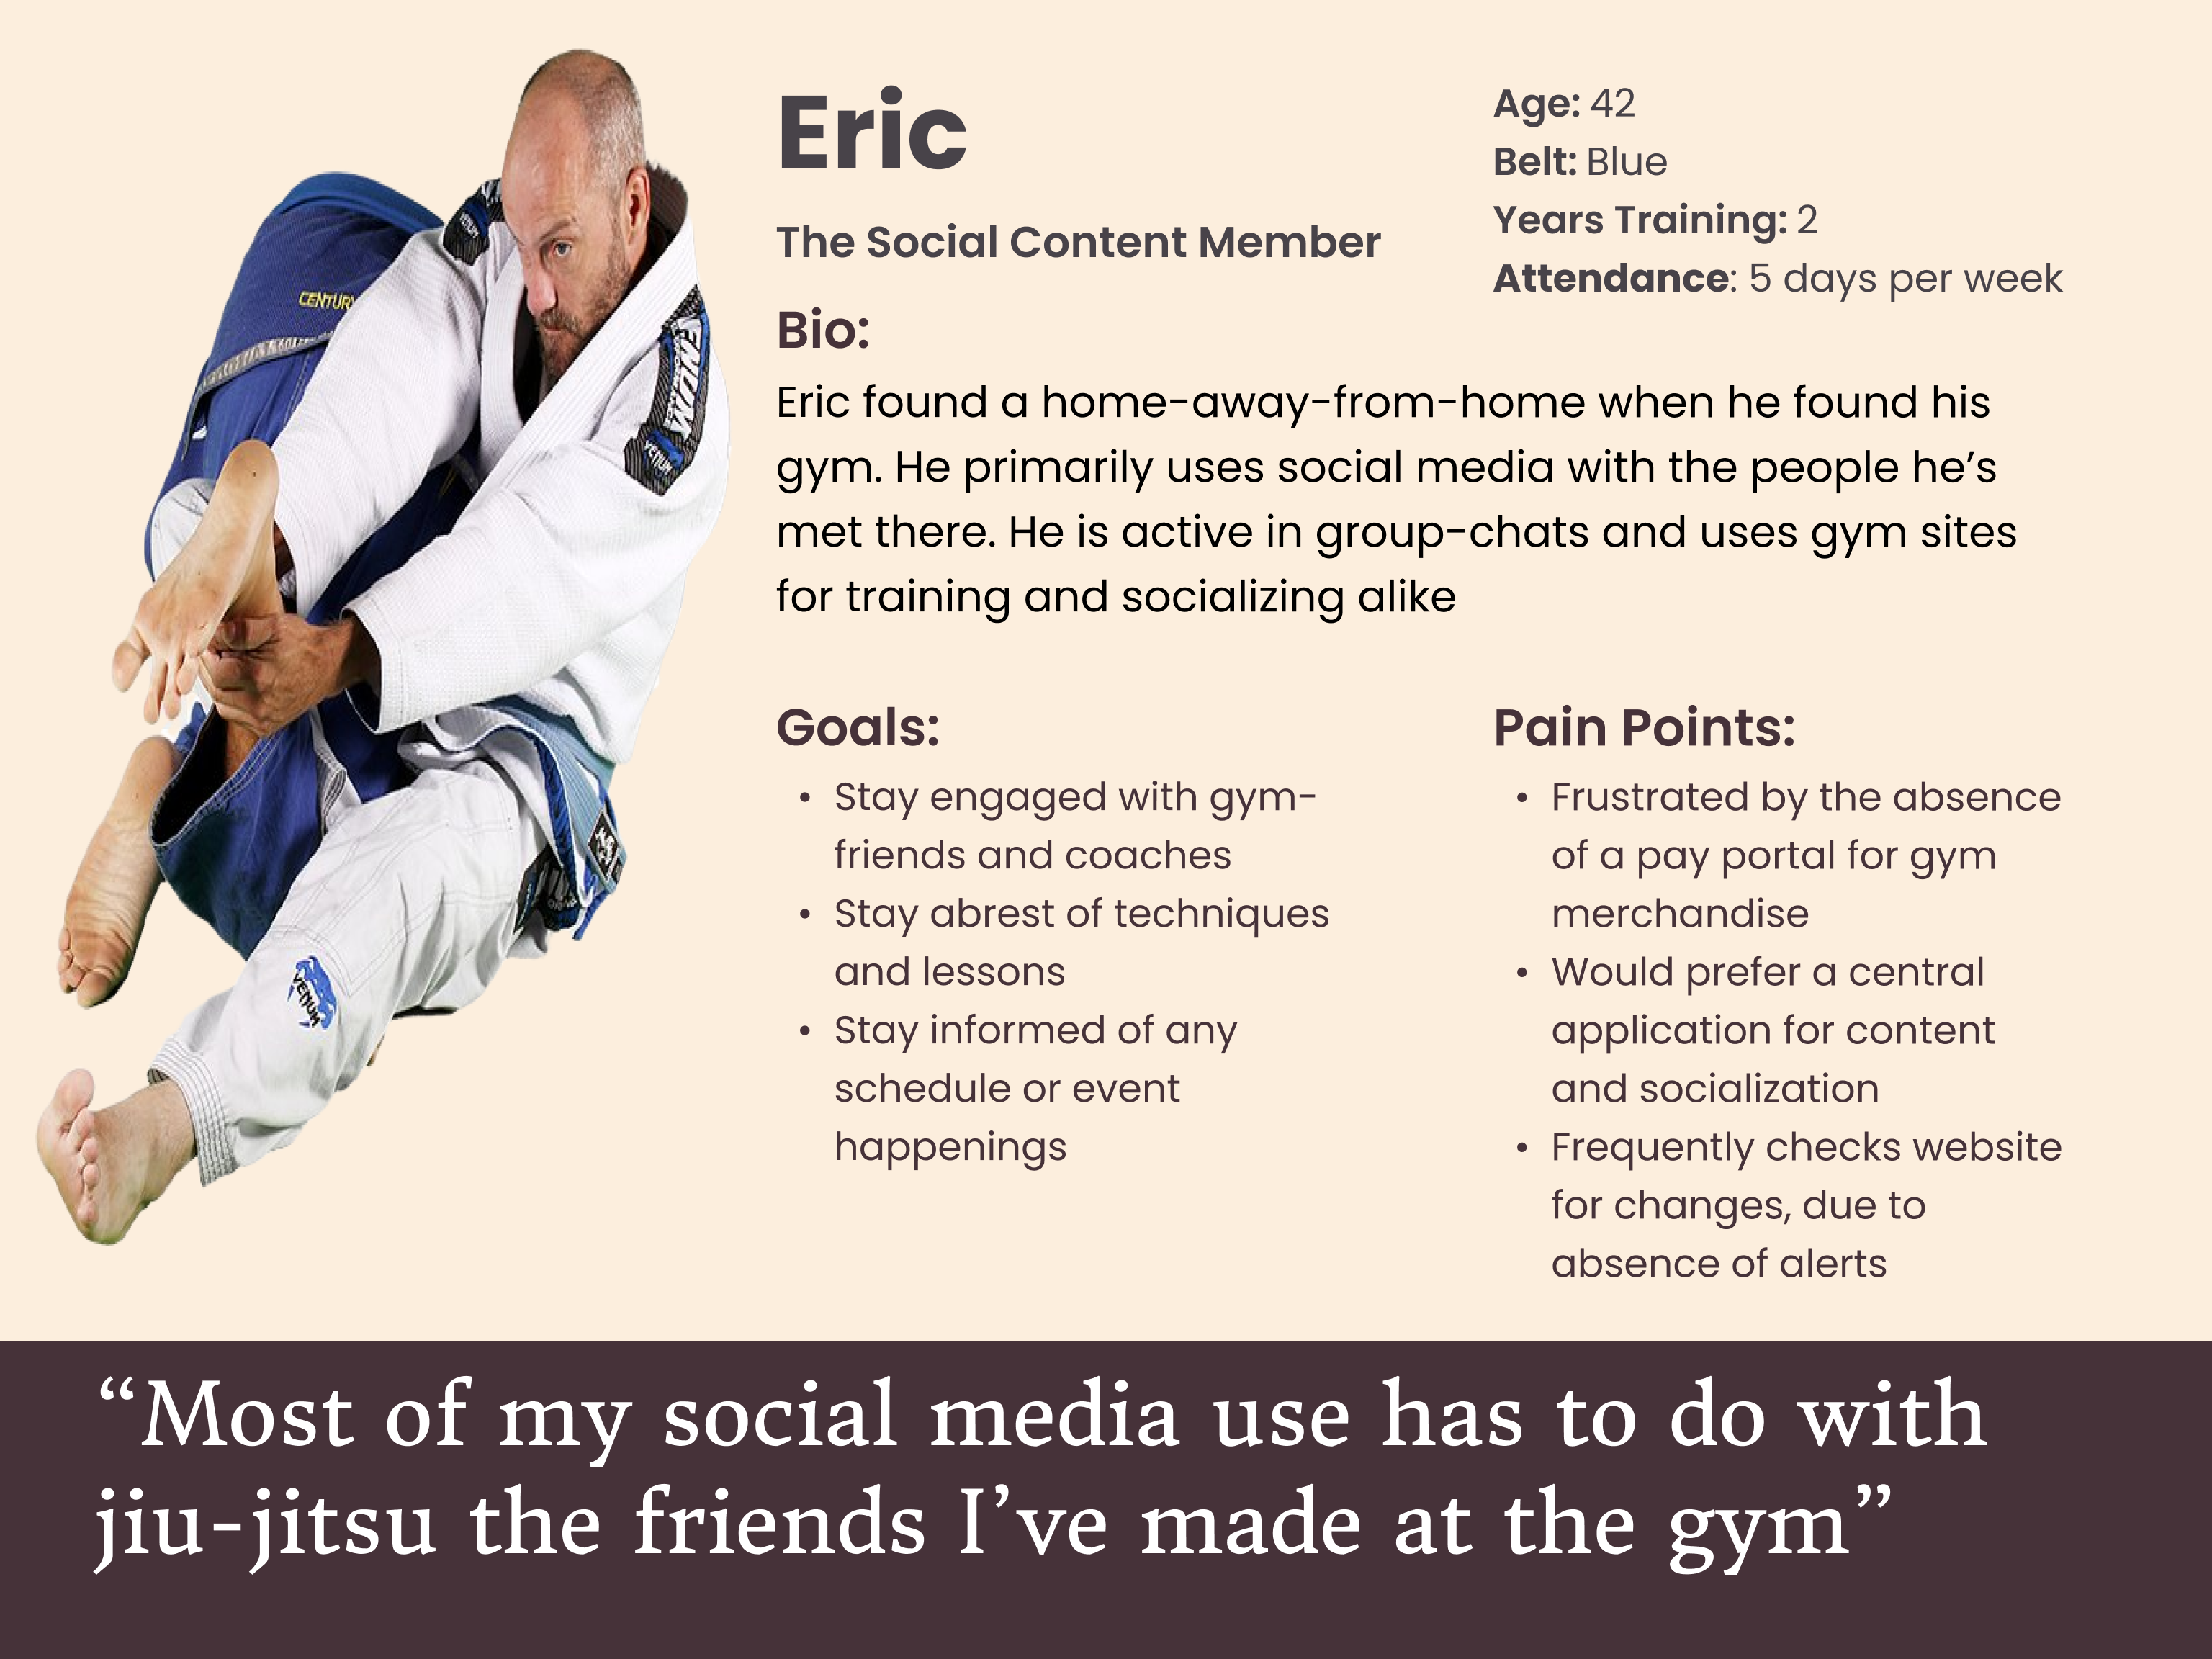 Eric
The Social Content Member
Age: 42
Belt: Blue
Years Training: 2
Attendance: 5 days per week
Bio:
Eric found a home-away-from-home when he found his
gym. He primarily uses social media with the people he’s
met there. He is active in group-chats and uses gym sites
for training and socializing alike
Goals:
• Stay engaged with gym-
friends and coaches
• Stay abrest of techniques
and lessons
• Stay informed of any
schedule or event
happenings
Pain Points:
• Frustrated by the absence
of a pay portal for gym
merchandise
• Would prefer a central
application for content
and socialization
• Frequently checks website
for changes, due to
absence of alerts
“Most of my social media use has to do with
jiu-jitsu the friends I’ve made at the gym”
CENTURY
VENUM
VENUM
VENUM
VENUM